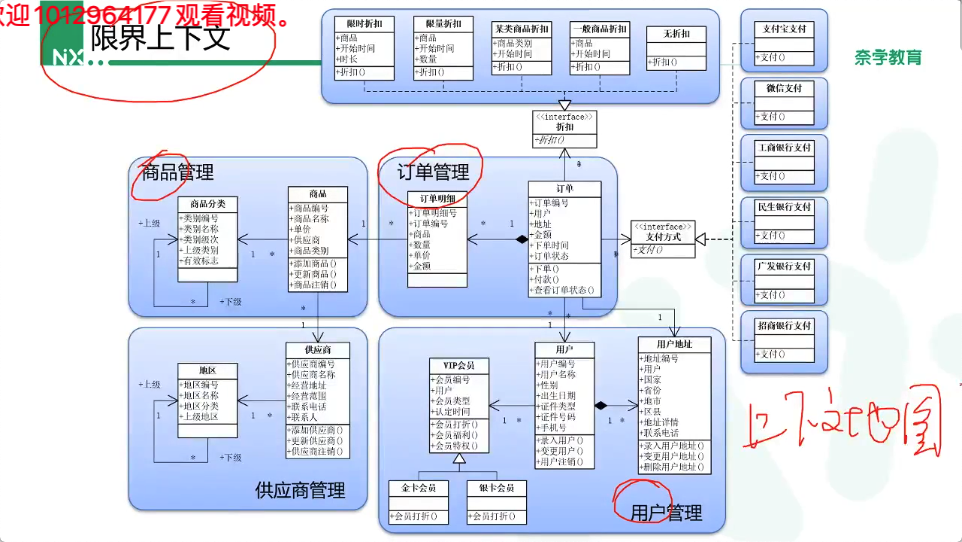 欢迎1012964177 观看视频。
限界上下文
NX
奈学教育
限时折扣
+商品
+开始时间
+时长
+折扣()
限量折扣
+商品
+开始时间
+数量
+折扣()
某类商品折扣
+商品类别
+开始时间
+折扣()
一般商品折扣
+商品
+开始时间
+折扣()
无折扣
+折扣()
<<interface>>
折扣
+折扣()
支付宝支付
+支付()
微信支付
+支付()
工商银行支付
+支付()
民生银行支付
+支付()
广发银行支付
+支付()
招商银行支付
+支付()
<<interface>>
支付方式
+支付()
商品管理
商品分类
+类别编号
+类别名称
+类别级次
+上级类别
+有效标志
+上级
1
*
+下级
1
*
商品
+商品编号
+商品名称
+单价
+供应商
+商品类别
+添加商品()
+更新商品()
+商品注销()
1
*
订单管理
订单明细
+订单明细号
+订单编号
+商品
+数量
+单价
+金额
*
1
订单
+订单编号
+用户
+地址
+金额
+下单时间
+订单状态
+下单()
+付款()
+查看订单状态()
*
*
*
1
*
1
供应商管理
地区
+地区编号
+地区名称
+地区分类
+上级地区
+上级
1
*
+下级
1
*
供应商
+供应商编号
+供应商名称
+经营地址
+经营范围
+联系电话
+联系人
+添加供应商()
+更新供应商()
+供应商注销()
用户管理
VIP会员
+会员编号
+用户
+会员类型
+认定时间
+会员打折()
+会员福利()
+会员特权()
1
*
用户
+用户编号
+用户名称
+性别
+出生日期
+证件类型
+证件号码
+手机号
+录入用户()
+变更用户()
+用户注销()
1
*
1
用户地址
+地址编号
+用户
+国家
+省份
+地市
+区县
+地址详情
+联系电话
+录入用户地址()
+变更用户地址()
+删除用户地址()
金卡会员
+会员打折()
银卡会员
+会员打折()
上下文地图